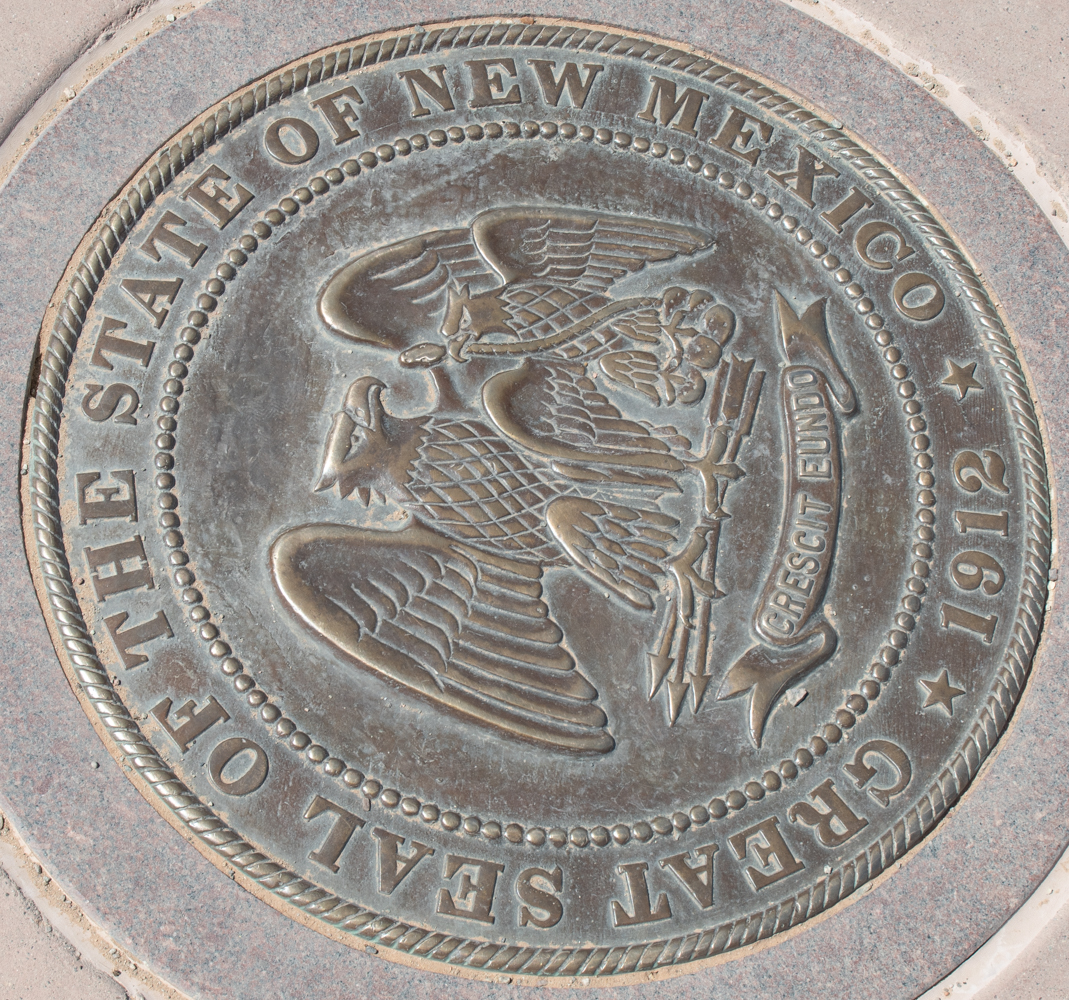 GREAT SEAL OF THE STATE OF NEW MEXICO
★ 1912 ★
CRESCIT EUNDO